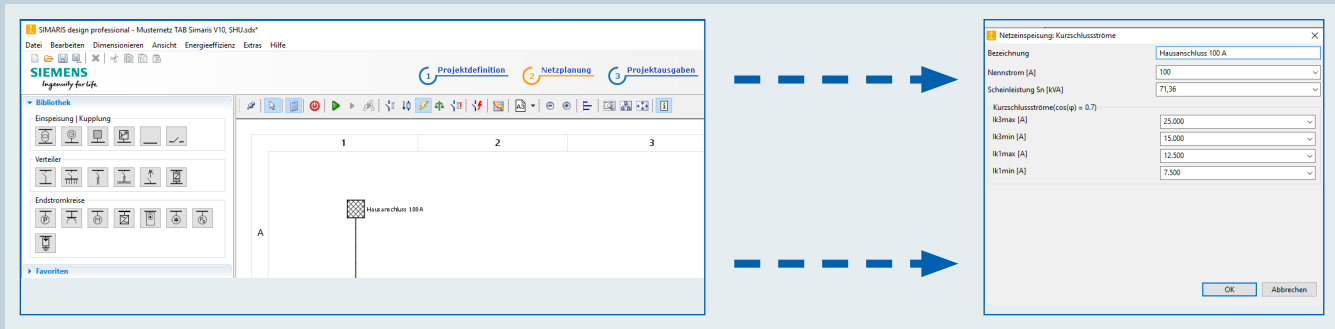 SIMARIS design professional - Musternetz TAB Simaris V10, SHU.sdx*
Datei Bearbeiten Dimensionieren Ansicht Energieeffizienz Extras Hilfe
SIEMENS
Ingenuity for life
1 Projektdefinition 2 Netzplanung 3 Projektausgaben
Bibliothek
Einspeisung | Kupplung
Verteiler
Endstromkreise
Favoriten
1 2 3
A
Hausanschluss 100A
Netzeinspeisung: Kurzschlussströme
Bezeichnung Hausanschluss 100 A
Nennstrom [A] 100
Scheinleistung Sn [kVA] 71,36
Kurzschlussströme(cos(φ) = 0.7)
Ik3max [A] 25.000
Ik3min [A] 15.000
Ik1max [A] 12.500
Ik1min [A] 7.500
OK Abbrechen